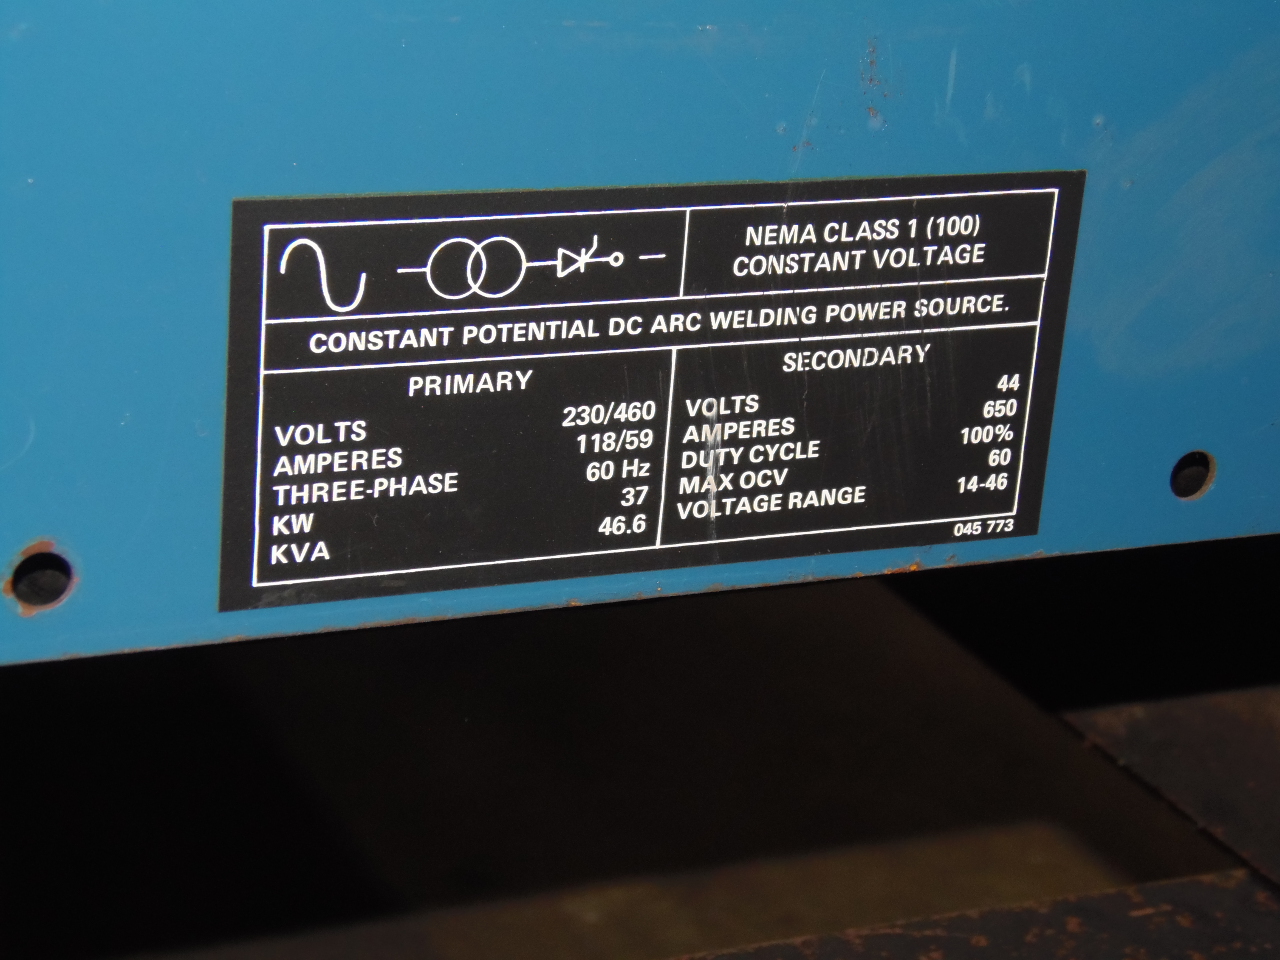 NEMA CLASS 1 (100)
CONSTANT VOLTAGE
CONSTANT POTENTIAL DC ARC WELDING POWER SOURCE.
PRIMARY
VOLTS 230/460
AMPERES 118/59
THREE-PHASE 60 Hz
KW 37
KVA 46.6
SECONDARY
VOLTS 44
AMPERES 650
DUTY CYCLE 100%
MAX OCV 60
VOLTAGE RANGE 14-46
045 773